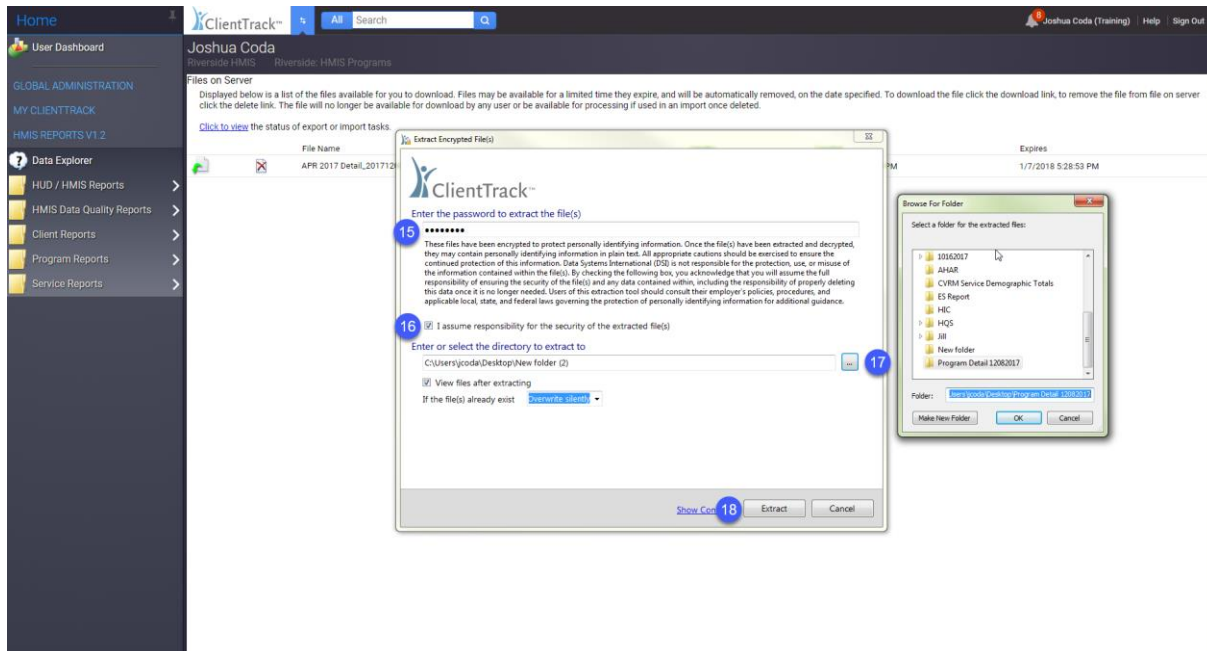 Home
ClientTrack™
All Search
8
Joshua Coda (Training) Help Sign Out
User Dashboard
GLOBAL ADMINISTRATION
MY CLIENTTRACK
HMIS REPORTS V1.2
Data Explorer
HUD / HMIS Reports
HMIS Data Quality Reports
Client Reports
Program Reports
Service Reports
Joshua Coda
Riverside HMIS Riverside: HMIS Programs
Files on Server
Displayed below is a list of the files available for you to download. Files may be available for a limited time they expire, and will be automatically removed, on the date specified. To download the file click the download link, to remove the file from file on server
click the delete link. The file will no longer be available for download by any user or be available for processing if used in an import once deleted.
Click to view the status of export or import tasks.
File Name Expires
APR 2017 Detail_201712 PM 1/7/2018 5:28:53 PM
Extract Encrypted File(s)
ClientTrack™
Enter the password to extract the file(s)
15 ••••••••
These files have been encrypted to protect personally identifying information. Once the file(s) have been extracted and decrypted,
they may contain personally identifying information in plain text. All appropriate cautions should be exercised to ensure the
continued protection of this information. Data Systems International (DSI) is not responsible for the protection, use, or misuse of
the information contained within the file(s). By checking the following box, you acknowledge that you will assume the full
responsibility of ensuring the security of the file(s) and any data contained within, including the responsibility of properly deleting
this data once it is no longer needed. Users of this extraction tool should consult their employer's policies, procedures, and
applicable local, state, and federal laws governing the protection of personally identifying information for additional guidance.
16 I assume responsibility for the security of the extracted file(s)
Enter or select the directory to extract to
C:\Users\jcoda\Desktop\New folder (2) ... 17
View files after extracting
If the file(s) already exist Overwrite silently
Show Con 18 Extract Cancel
Browse For Folder
Select a folder for the extracted files:
10162017
AHAR
CVRM Service Demographic Totals
ES Report
HIC
HQS
Jill
New folder
Program Detail 12082017
Folder: Users\jcoda\Desktop\Program Detail 12082017
Make New Folder OK Cancel